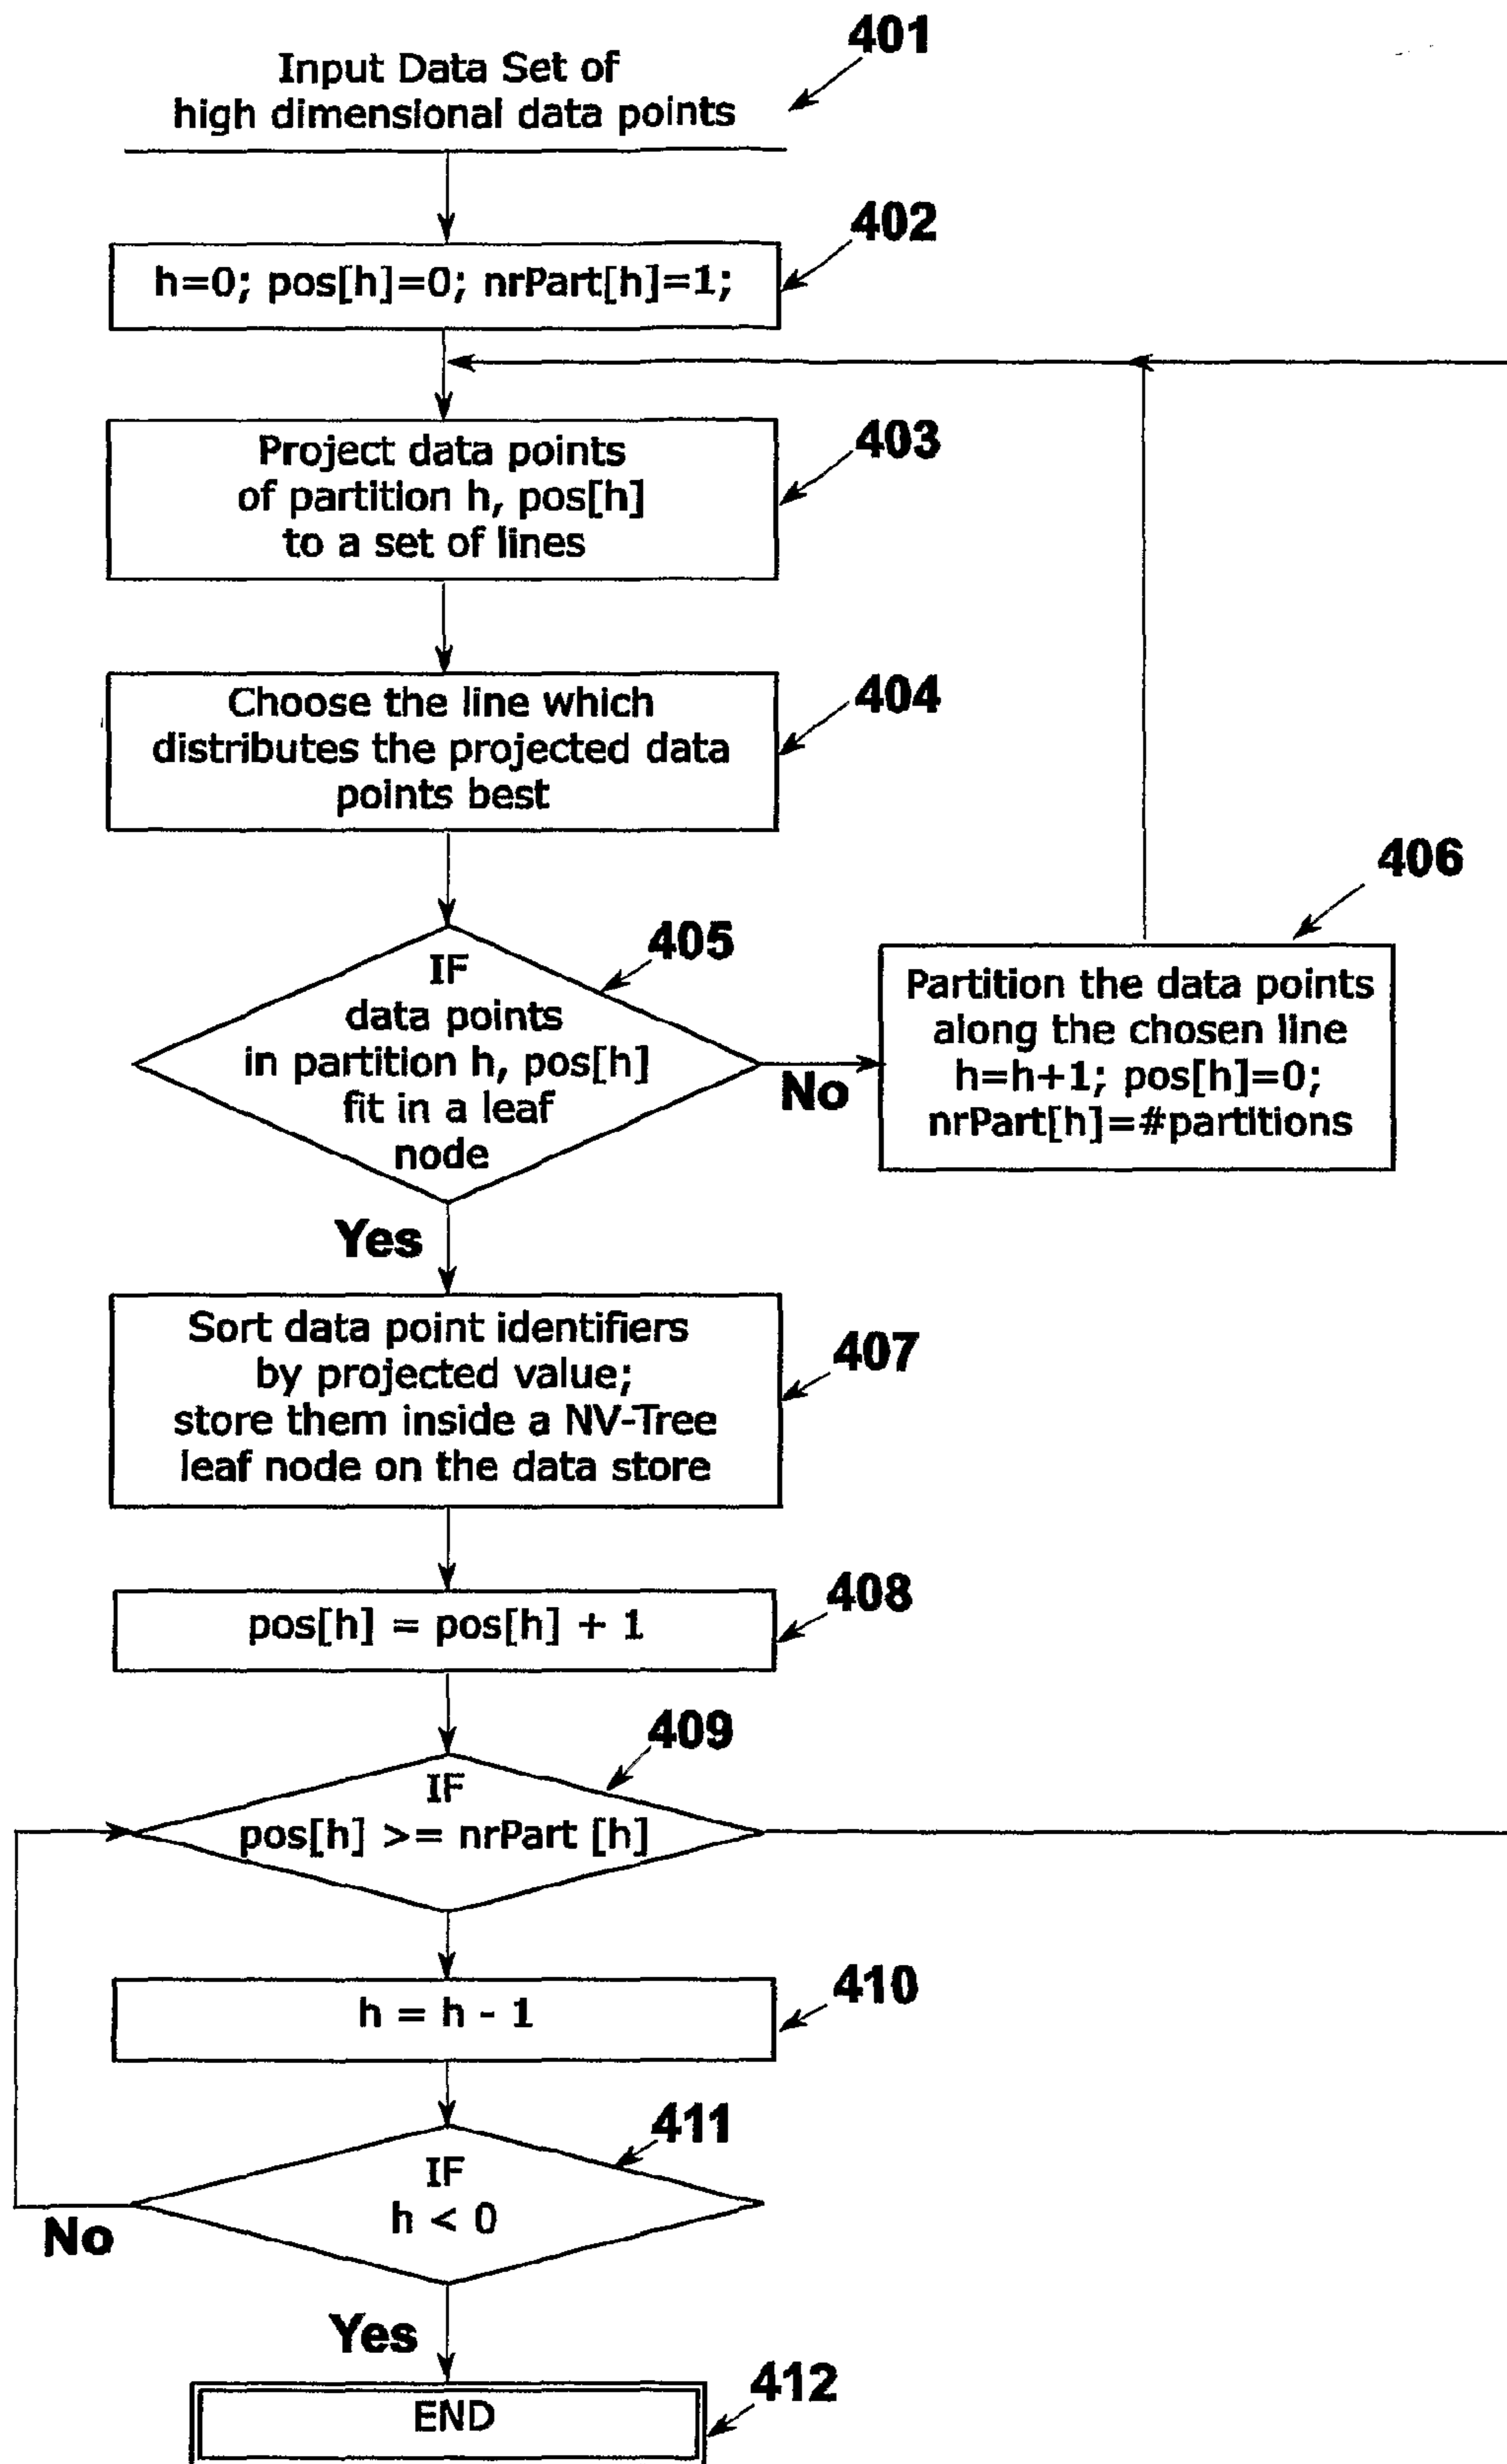 401
Input Data Set of
high dimensional data points
402
h=0; pos[h]=0; nrPart[h]=1;
403
Project data points
of partition h, pos[h]
to a set of lines
404
Choose the line which
distributes the projected data
points best
405
IF
data points
in partition h, pos[h]
fit in a leaf
node
No
406
Partition the data points
along the chosen line
h=h+1; pos[h]=0;
nrPart[h]=#partitions
Yes
407
Sort data point identifiers
by projected value;
store them inside a NV-Tree
leaf node on the data store
408
pos[h] = pos[h] + 1
409
IF
pos[h] >= nrPart [h]
410
h = h - 1
411
IF
h < 0
No
Yes
412
END